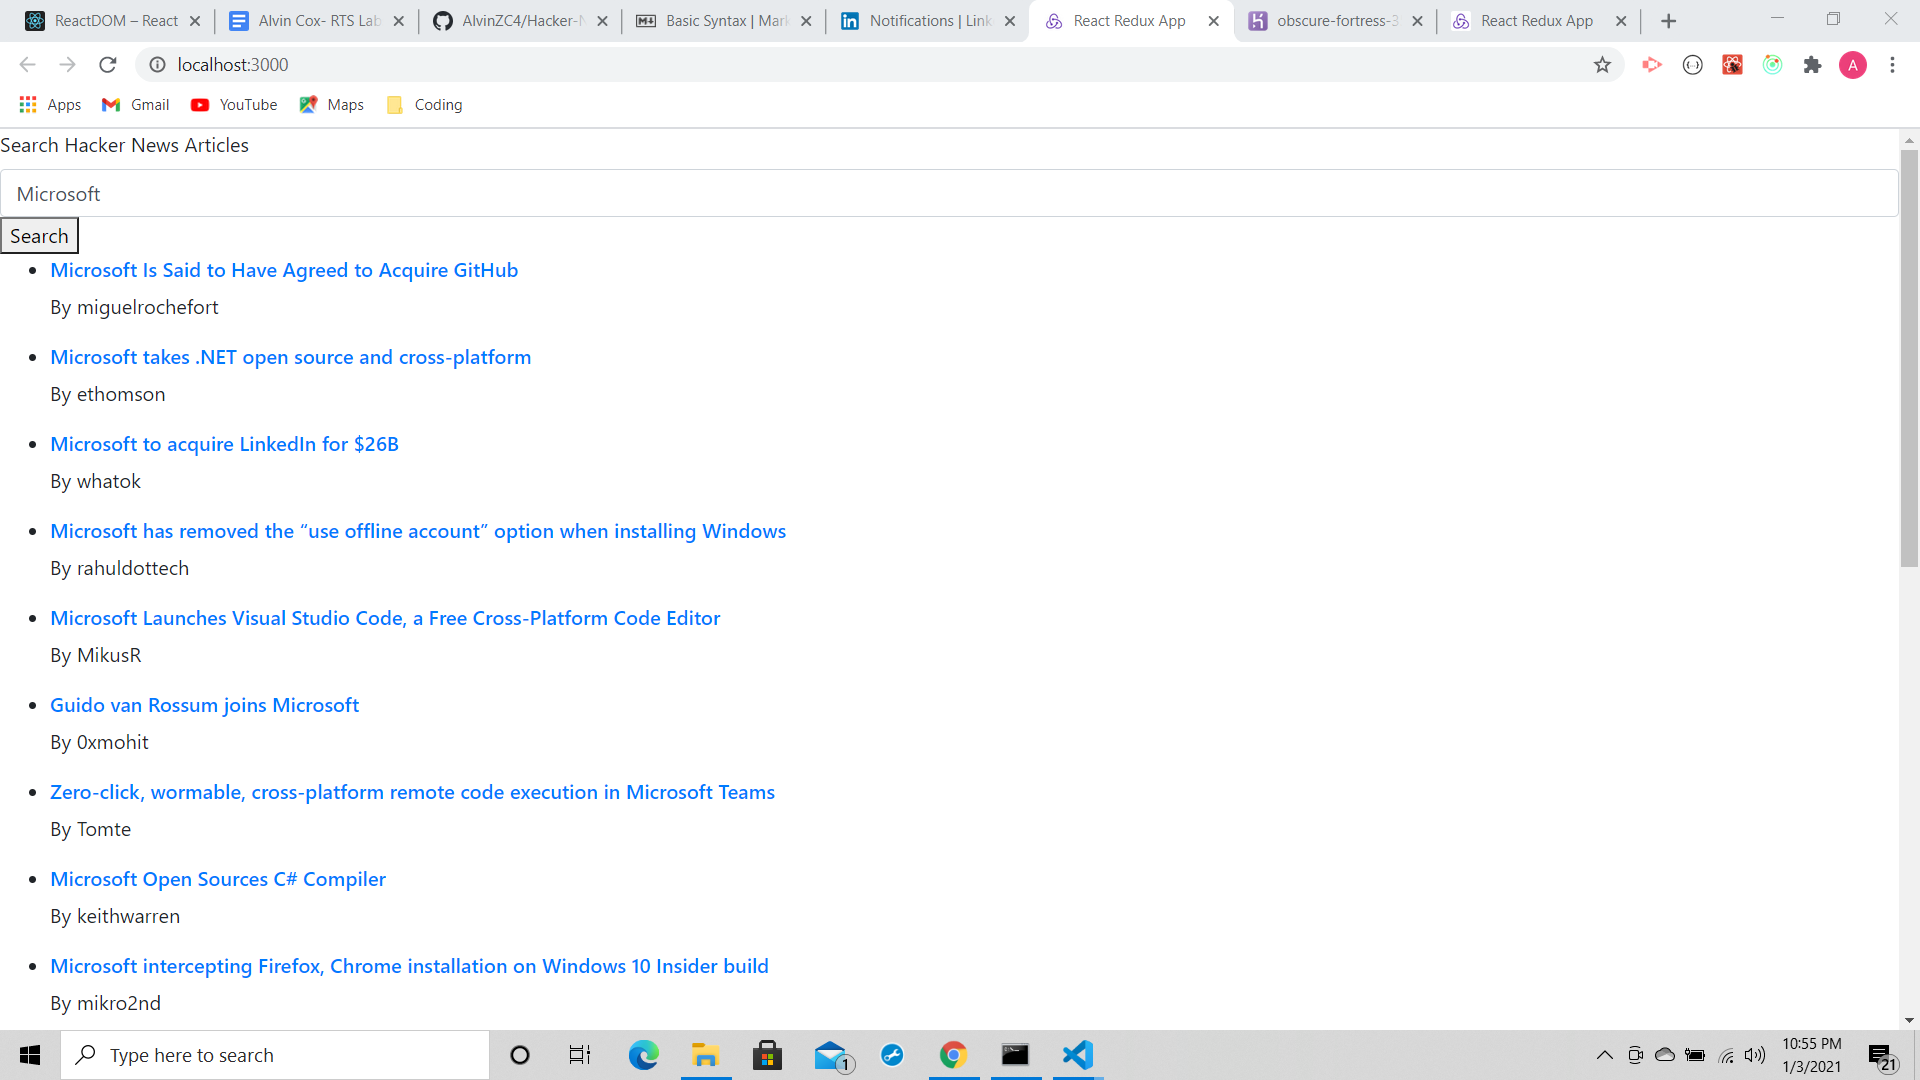 ReactDOM – React
Alvin Cox- RTS Lab
AlvinZC4/Hacker-N
Basic Syntax | Mark
Notifications | Link
React Redux App
obscure-fortress-3
React Redux App
localhost:3000
A
Apps
Gmail
YouTube
Maps
Coding
Search Hacker News Articles
Microsoft
Search
Microsoft Is Said to Have Agreed to Acquire GitHub
By miguelrochefort
Microsoft takes .NET open source and cross-platform
By ethomson
Microsoft to acquire LinkedIn for $26B
By whatok
Microsoft has removed the “use offline account” option when installing Windows
By rahuldottech
Microsoft Launches Visual Studio Code, a Free Cross-Platform Code Editor
By MikusR
Guido van Rossum joins Microsoft
By 0xmohit
Zero-click, wormable, cross-platform remote code execution in Microsoft Teams
By Tomte
Microsoft Open Sources C# Compiler
By keithwarren
Microsoft intercepting Firefox, Chrome installation on Windows 10 Insider build
By mikro2nd
Type here to search
1
10:55 PM
1/3/2021
21